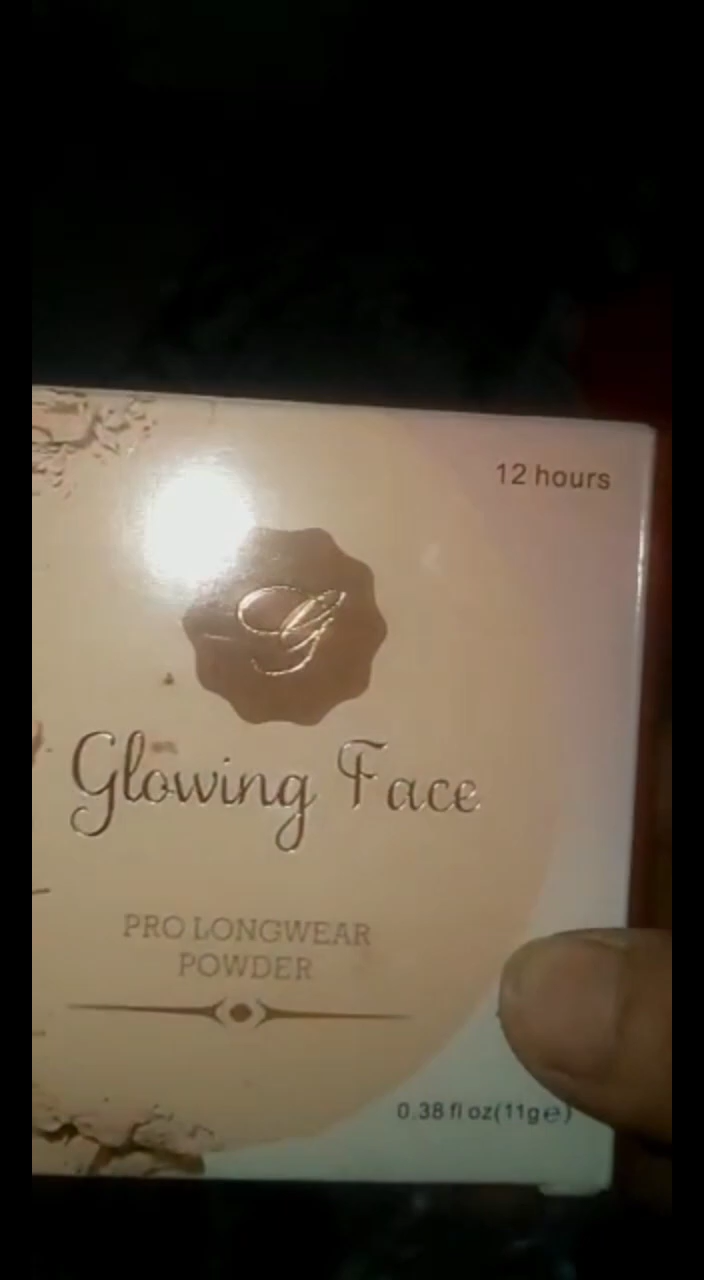 12 hours
G
Glowing Face
PRO LONGWEAR
POWDER
0.38 fl oz(11g℮)